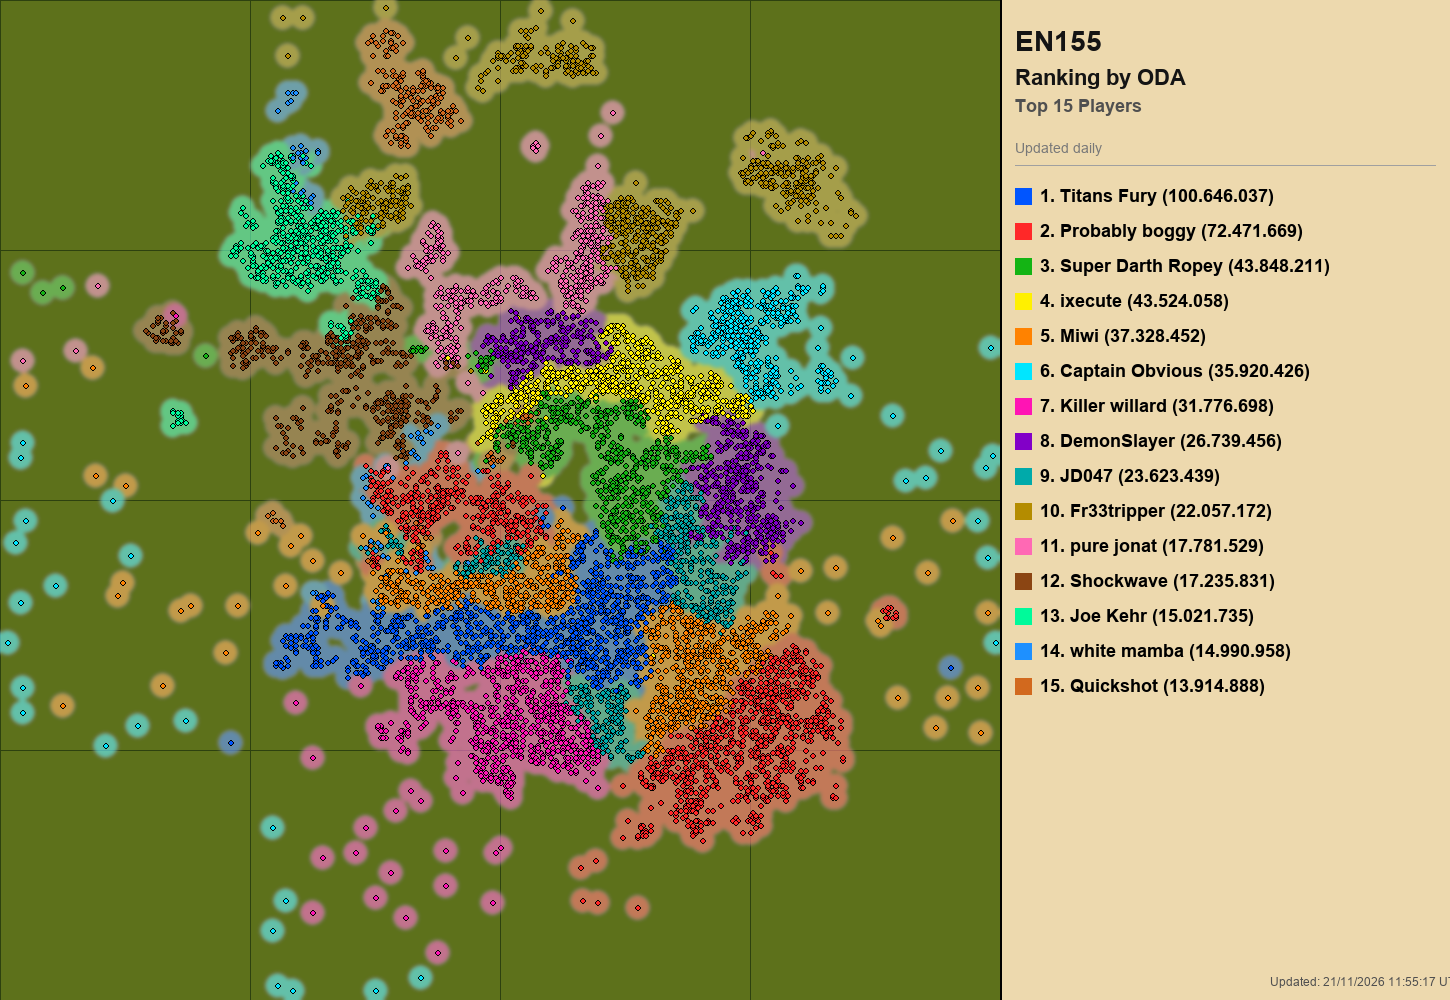 EN155
Ranking by ODA
Top 15 Players
Updated daily
1. Titans Fury (100.646.037)
2. Probably boggy (72.471.669)
3. Super Darth Ropey (43.848.211)
4. ixecute (43.524.058)
5. Miwi (37.328.452)
6. Captain Obvious (35.920.426)
7. Killer willard (31.776.698)
8. DemonSlayer (26.739.456)
9. JD047 (23.623.439)
10. Fr33tripper (22.057.172)
11. pure jonat (17.781.529)
12. Shockwave (17.235.831)
13. Joe Kehr (15.021.735)
14. white mamba (14.990.958)
15. Quickshot (13.914.888)
Updated: 21/11/2026 11:55:17 U